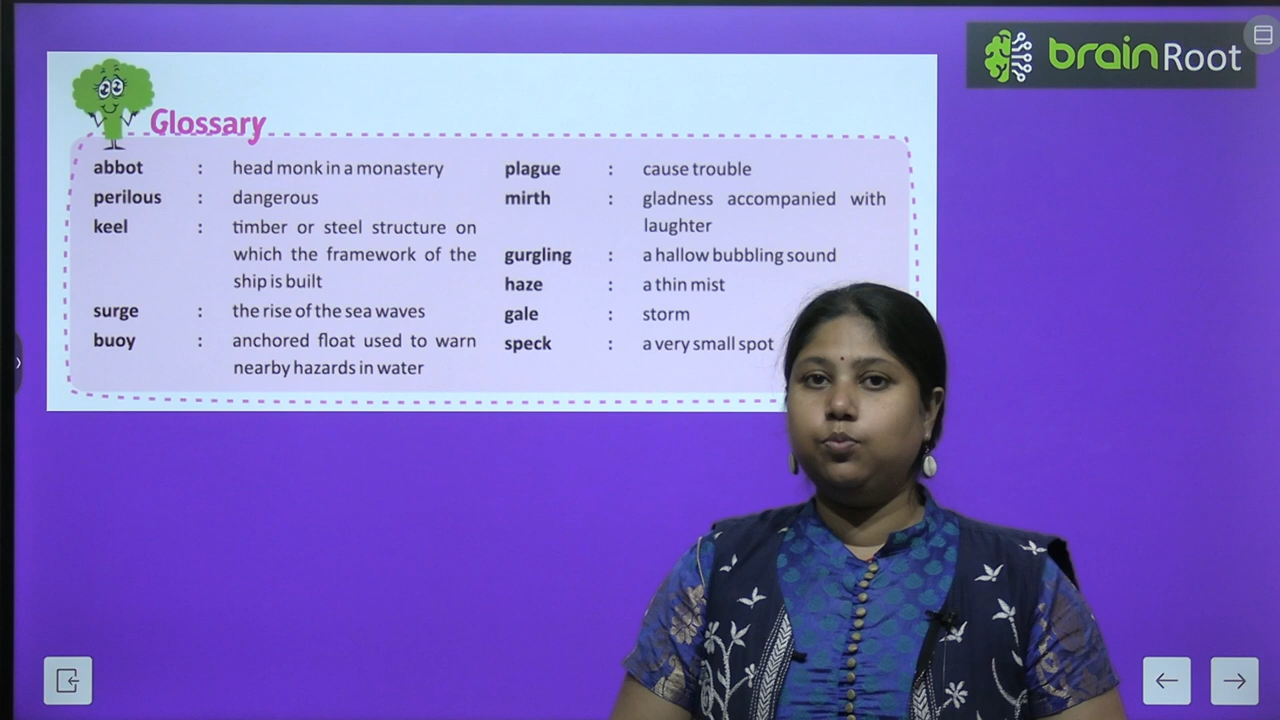 brainRoot
Glossary
abbot : head monk in a monastery
perilous : dangerous
keel : timber or steel structure on
which the framework of the
ship is built
surge : the rise of the sea waves
buoy : anchored float used to warn
nearby hazards in water
plague : cause trouble
mirth : gladness accompanied with
laughter
gurgling : a hallow bubbling sound
haze : a thin mist
gale : storm
speck : a very small spot